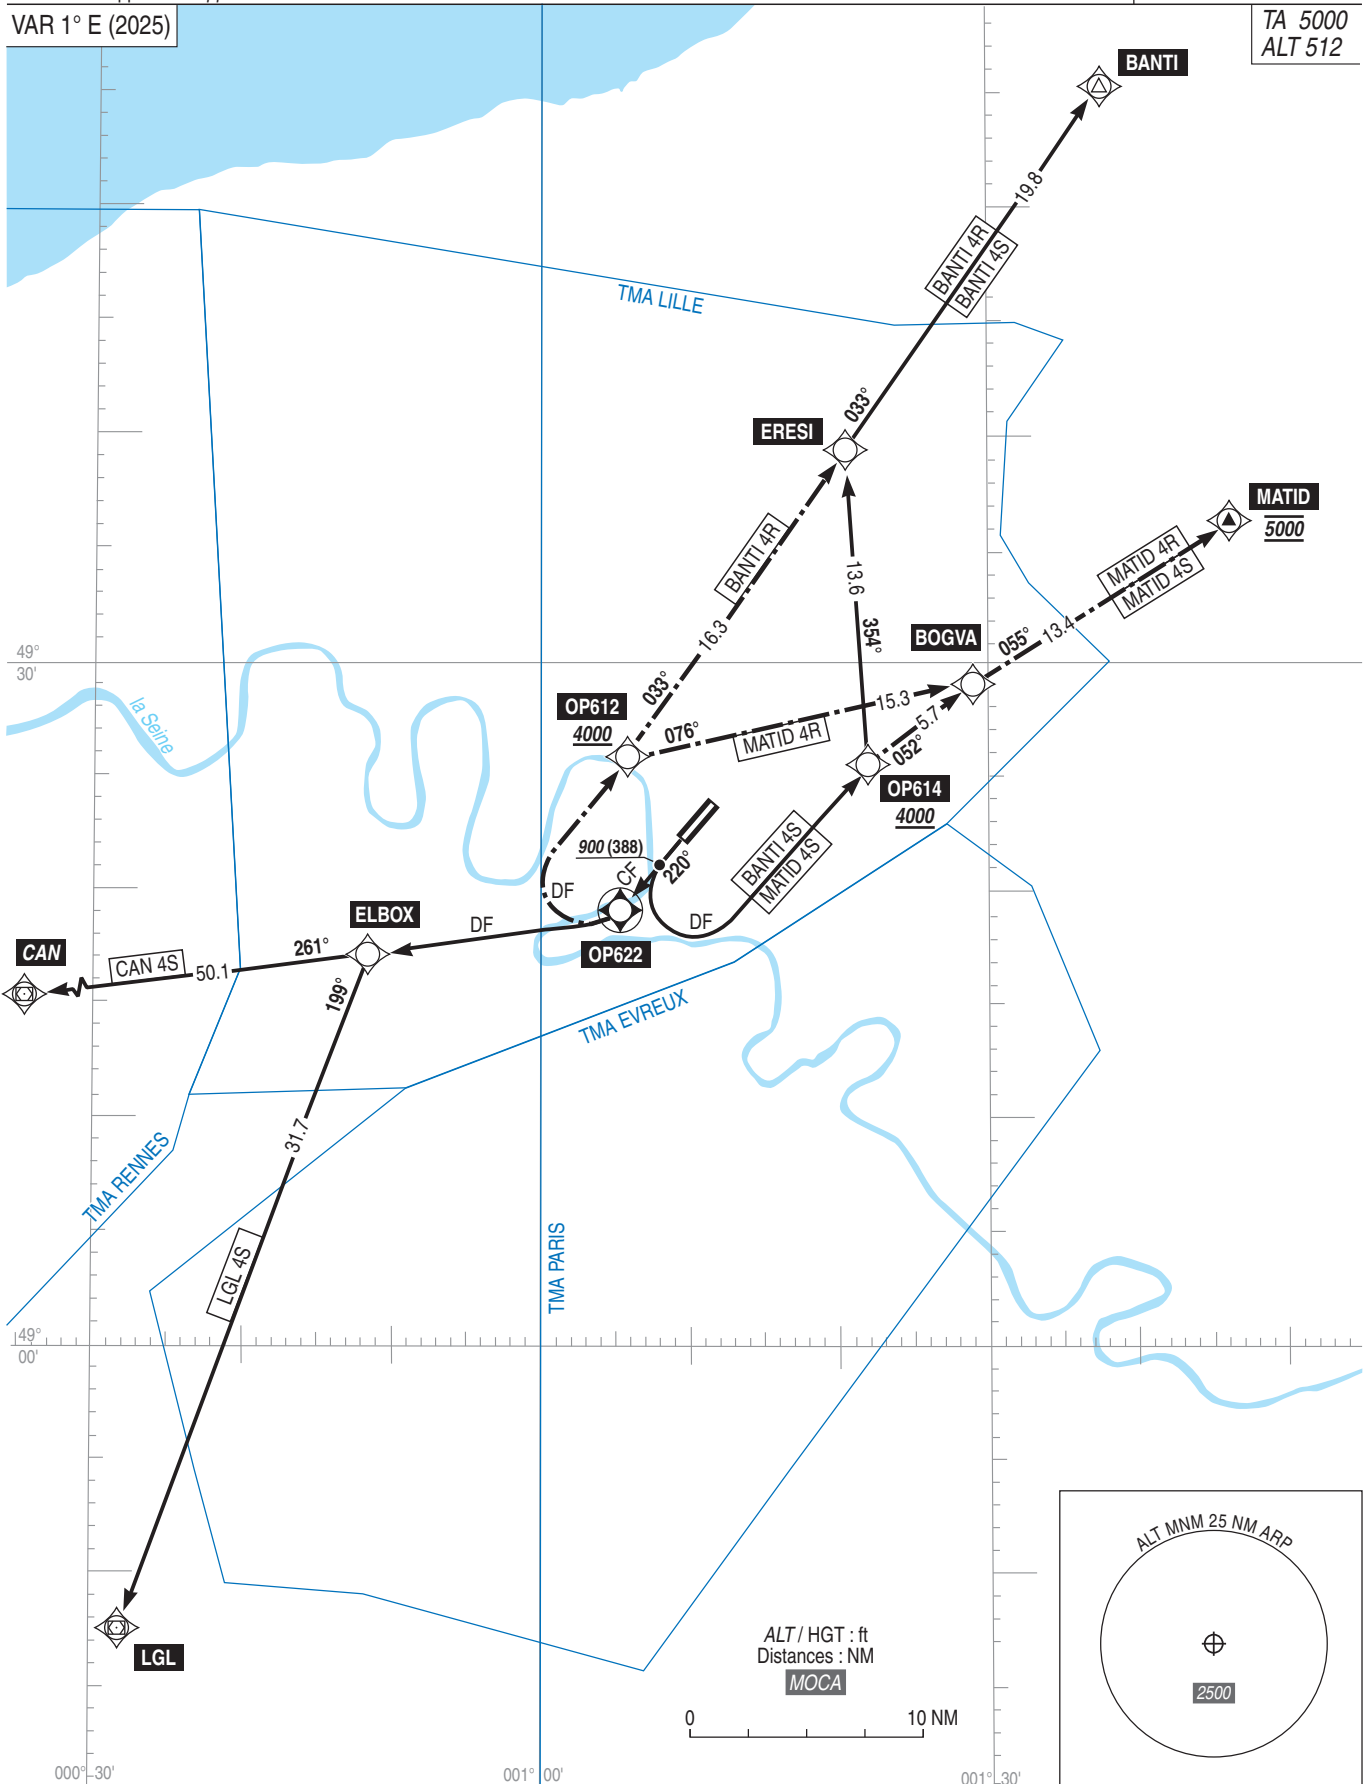 VAR 1° E (2025)
TA 5000
ALT 512
BANTI
19.8
BANTI 4R
BANTI 4S
TMA LILLE
033°
ERESI
MATID
5000
BANTI 4R
MATID 4R
MATID 4S
13.6
16.3
354°
BOGVA
055°
13.4
49°
30'
la Seine
033°
OP612
4000
076°
15.3
MATID 4R
5.7
052°
OP614
4000
900 (388)
220°
CF
BANTI 4S
MATID 4S
DF
DF
DF
ELBOX
OP622
CAN
CAN 4S
50.1
261°
199°
TMA EVREUX
31.7
TMA RENNES
LGL 4S
TMA PARIS
49°
00'
ALT MNM 25 NM ARP
2500
LGL
ALT / HGT : ft
Distances : NM
MOCA
0
10 NM
000° 30'
001° 00'
001° 30'